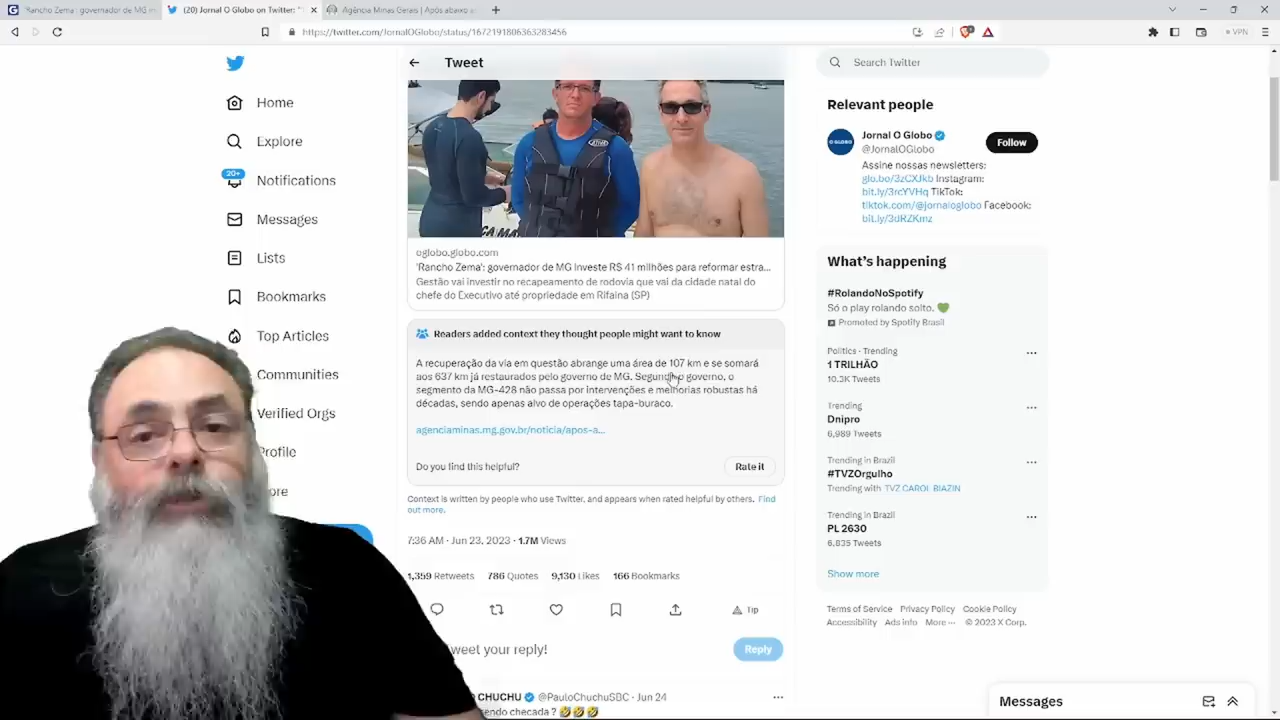 'Rancho Zema': governador de MG in
(20) Jornal O Globo on Twitter: "
Agência Minas Gerais | Após abaixo a
https://twitter.com/JornalOGlobo/status/1672191806363283456
VPN
Tweet
Search Twitter
Home
Explore
20+
Notifications
Messages
Lists
Bookmarks
Top Articles
Communities
Verified Orgs
Profile
ore
oglobo.globo.com
'Rancho Zema': governador de MG Investe R$ 41 milhões para reformar estra...
Gestão vai investir no recapeamento de rodovia que vai da cidade natal do
chefe do Executivo até propriedade em Rifaina (SP)
Readers added context they thought people might want to know
A recuperação da via em questão abrange uma área de 107 km e se somará
aos 637 km já restaurados pelo governo de MG. Segundo governo, o
segmento da MG-428 não passa por intervenções e melhorias robustas há
décadas, sendo apenas alvo de operações tapa-buraco.
agenciaminas.mg.gov.br/noticia/apos-a...
Do you find this helpful?
Rate it
Context is written by people who use Twitter, and appears when rated helpful by others. Find
out more.
7:36 AM · Jun 23, 2023 · 1.7M Views
1,359 Retweets 786 Quotes 9,130 Likes 166 Bookmarks
Tip
weet your reply!
Reply
CHUCHU @PauloChuchuSBC · Jun 24
sendo checada ? 🤣🤣🤣
Relevant people
O GLOBO
Jornal O Globo
@JornalOGlobo
Follow
Assine nossas newsletters:
glo.bo/3zCXJkb Instagram:
bit.ly/3rcYVHq TikTok:
tiktok.com/@jornaloglobo Facebook:
bit.ly/3dRZKmz
What's happening
#RolandoNoSpotify
Só o play rolando solto. 💚
Promoted by Spotify Brasil
Politics · Trending
1 TRILHÃO
10.3K Tweets
Trending
Dnipro
6,989 Tweets
Trending in Brazil
#TVZOrgulho
Trending with TVZ CAROL BIAZIN
Trending in Brazil
PL 2630
6,835 Tweets
Show more
Terms of Service Privacy Policy Cookie Policy
Accessibility Ads info More ··· © 2023 X Corp.
Messages